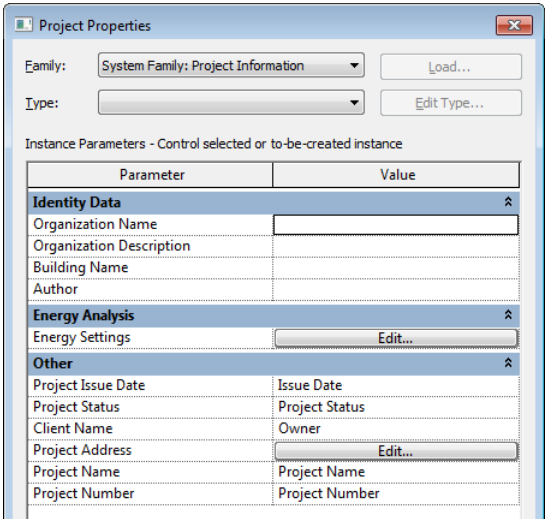 Project Properties
Family: System Family: Project Information Load...
Type: Edit Type...
Instance Parameters - Control selected or to-be-created instance
Parameter Value
Identity Data
Organization Name
Organization Description
Building Name
Author
Energy Analysis
Energy Settings Edit...
Other
Project Issue Date Issue Date
Project Status Project Status
Client Name Owner
Project Address Edit...
Project Name Project Name
Project Number Project Number